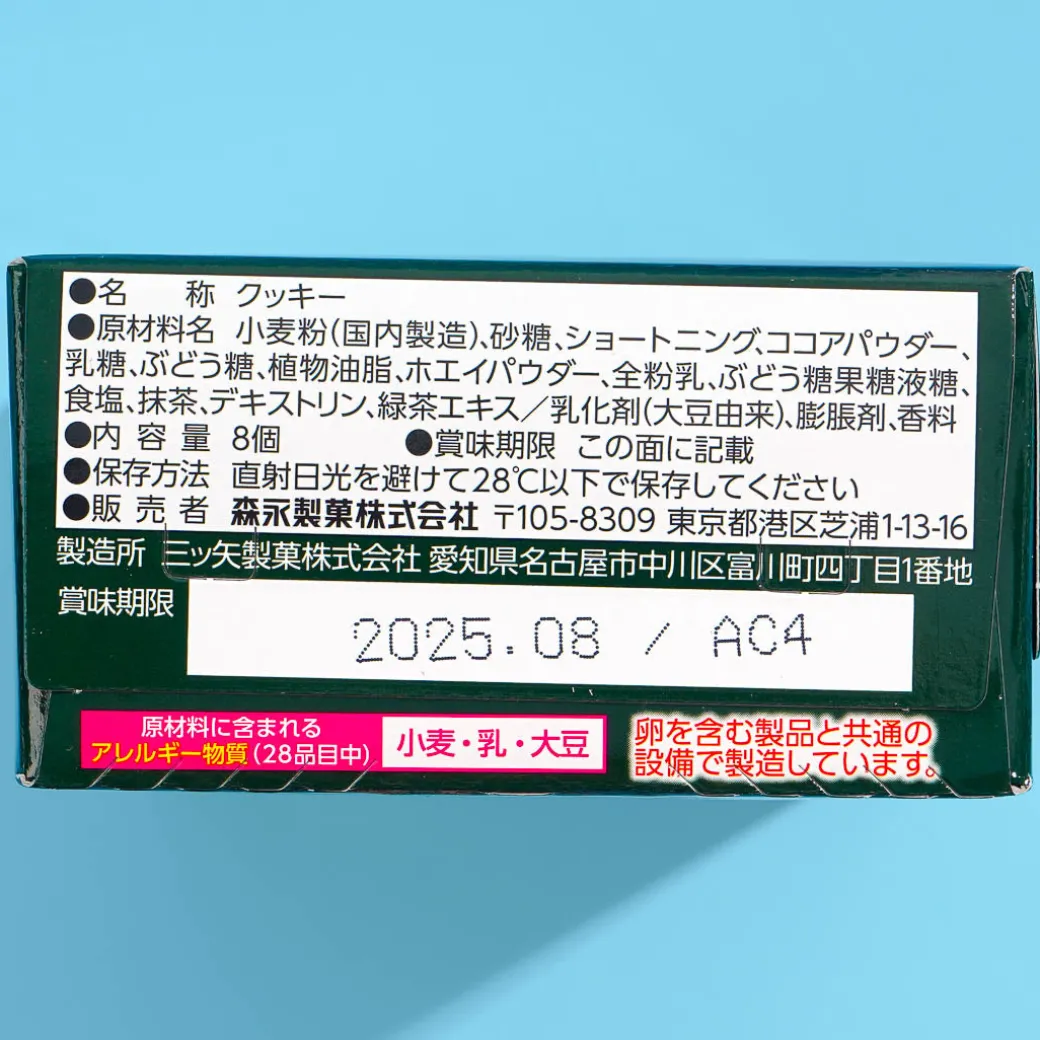 ●名 称 クッキー
●原材料名 小麦粉(国内製造)、砂糖、ショートニング、ココアパウダー、
乳糖、ぶどう糖、植物油脂、ホエイパウダー、全粉乳、ぶどう糖果糖液糖、
食塩、抹茶、デキストリン、緑茶エキス／乳化剤(大豆由来)、膨脹剤、香料
●内容量 8個 ●賞味期限 この面に記載
●保存方法 直射日光を避けて28℃以下で保存してください
●販売者 森永製菓株式会社 〒105-8309 東京都港区芝浦1-13-16
製造所 三ッ矢製菓株式会社 愛知県名古屋市中川区富川町四丁目1番地
賞味期限
2025.08 / AC4
原材料に含まれる
アレルギー物質(28品目中)
小麦・乳・大豆
卵を含む製品と共通の
設備で製造しています。